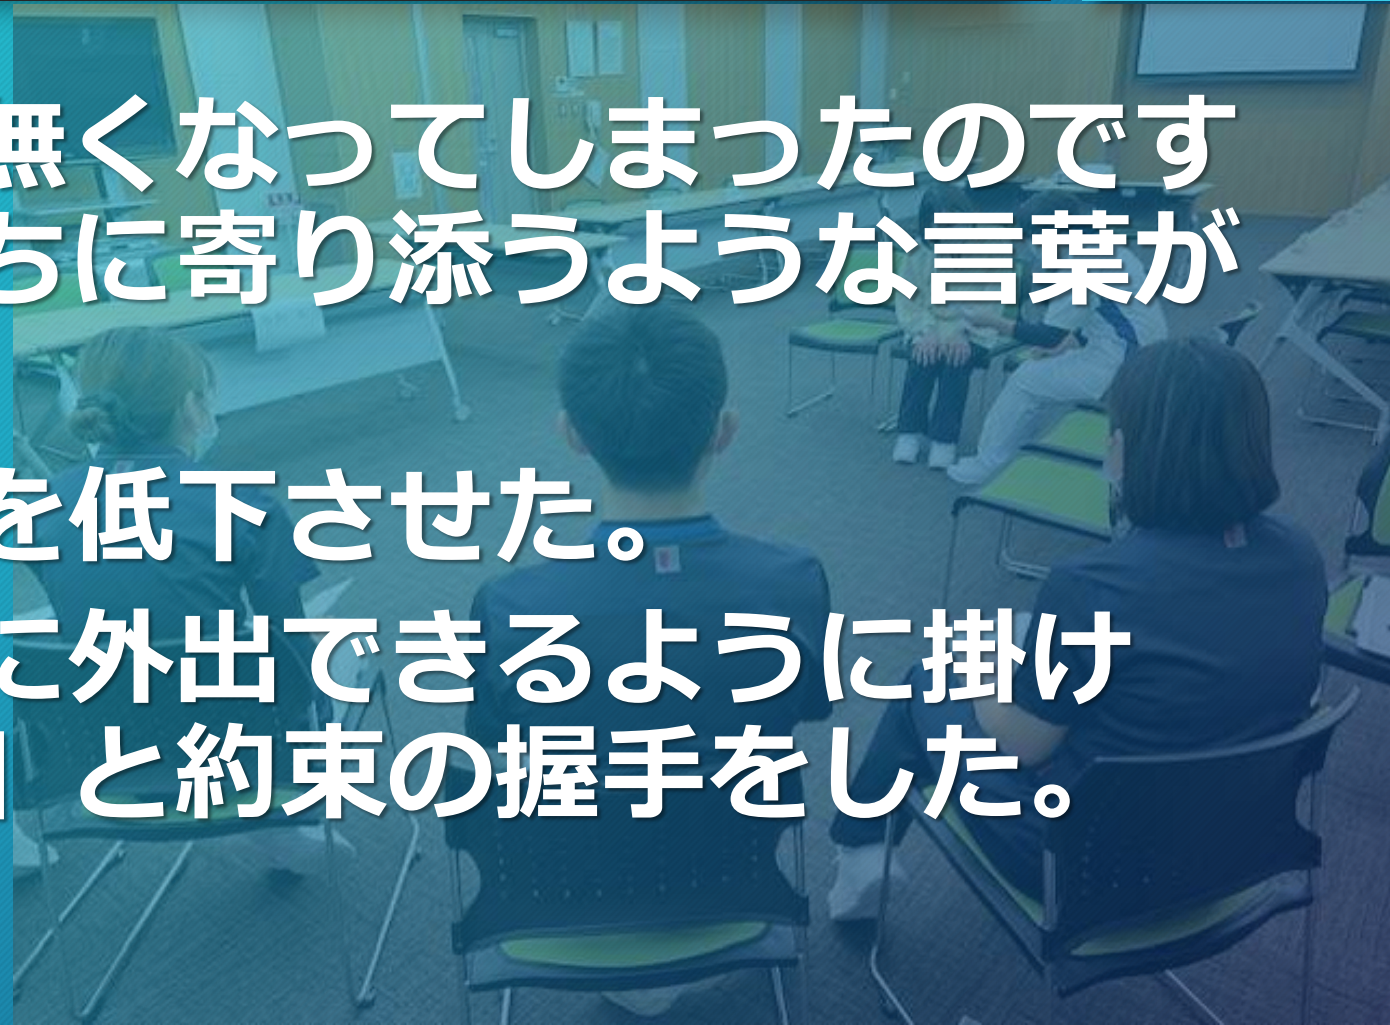 無くなってしまったのです
ちに寄り添うような言葉が
を低下させた。
に外出できるように掛け
」と約束の握手をした。